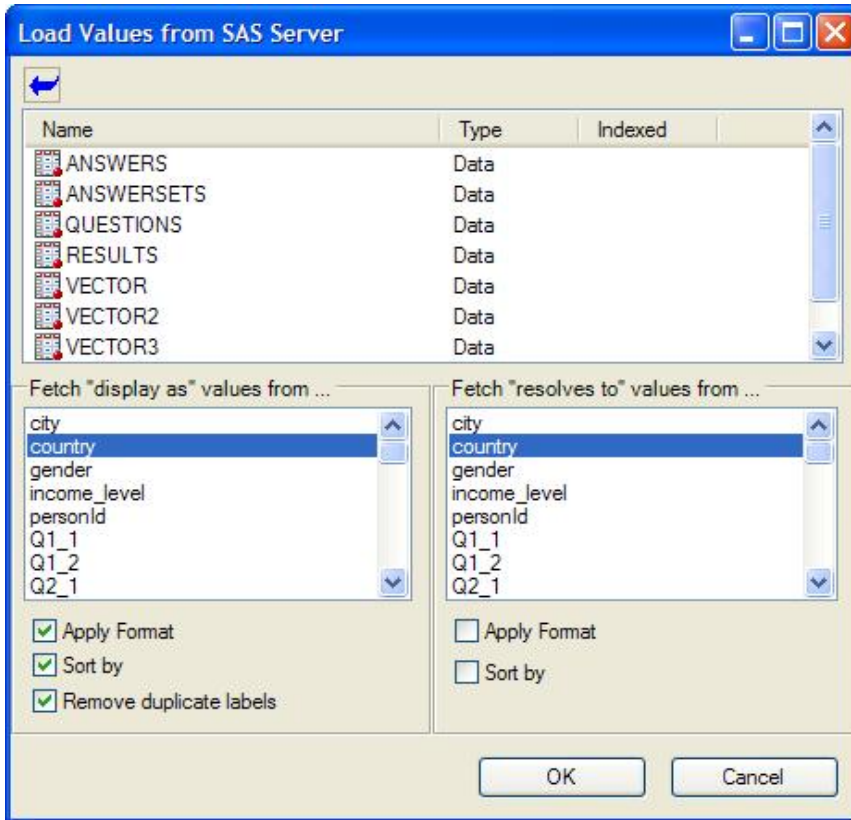 Load Values from SAS Server
Name Type Indexed
ANSWERS Data
ANSWERSETS Data
QUESTIONS Data
RESULTS Data
VECTOR Data
VECTOR2 Data
VECTOR3 Data
Fetch "display as" values from ...
city
country
gender
income_level
personId
Q1_1
Q1_2
Q2_1
Apply Format
Sort by
Remove duplicate labels
Fetch "resolves to" values from ...
city
country
gender
income_level
personId
Q1_1
Q1_2
Q2_1
Apply Format
Sort by
OK Cancel